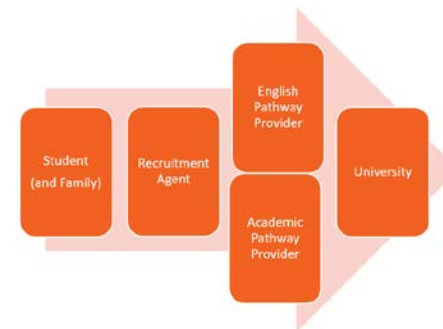 Student
(and Family)
Recruitment
Agent
English
Pathway
Provider
Academic
Pathway
Provider
University